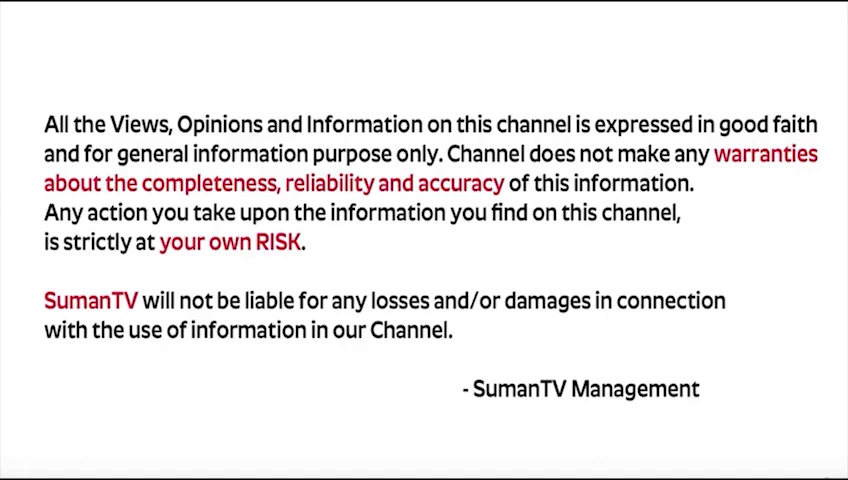 All the Views, Opinions and Information on this channel is expressed in good faith
and for general information purpose only. Channel does not make any warranties
about the completeness, reliability and accuracy of this information.
Any action you take upon the information you find on this channel,
is strictly at your own RISK.
SumanTV will not be liable for any losses and/or damages in connection
with the use of information in our Channel.
- SumanTV Management